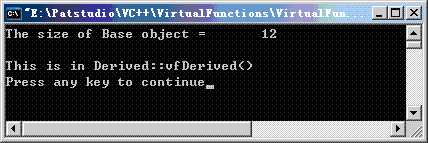 "E:\Patstudio\VC++\VirtualFunctions\VirtualFun...
The size of Base object =       12
This is in Derived::vfDerived()
Press any key to continue